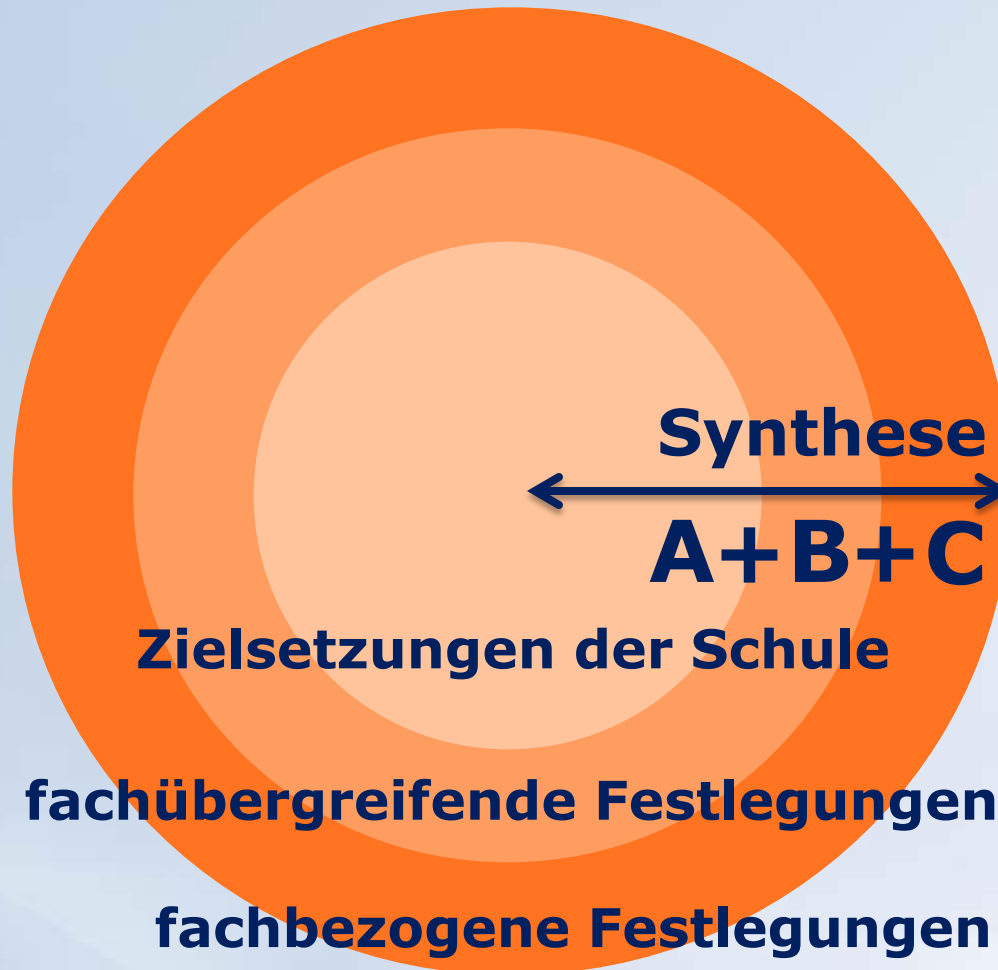 Synthese
A+B+C
Zielsetzungen der Schule
fachübergreifende Festlegungen
fachbezogene Festlegungen